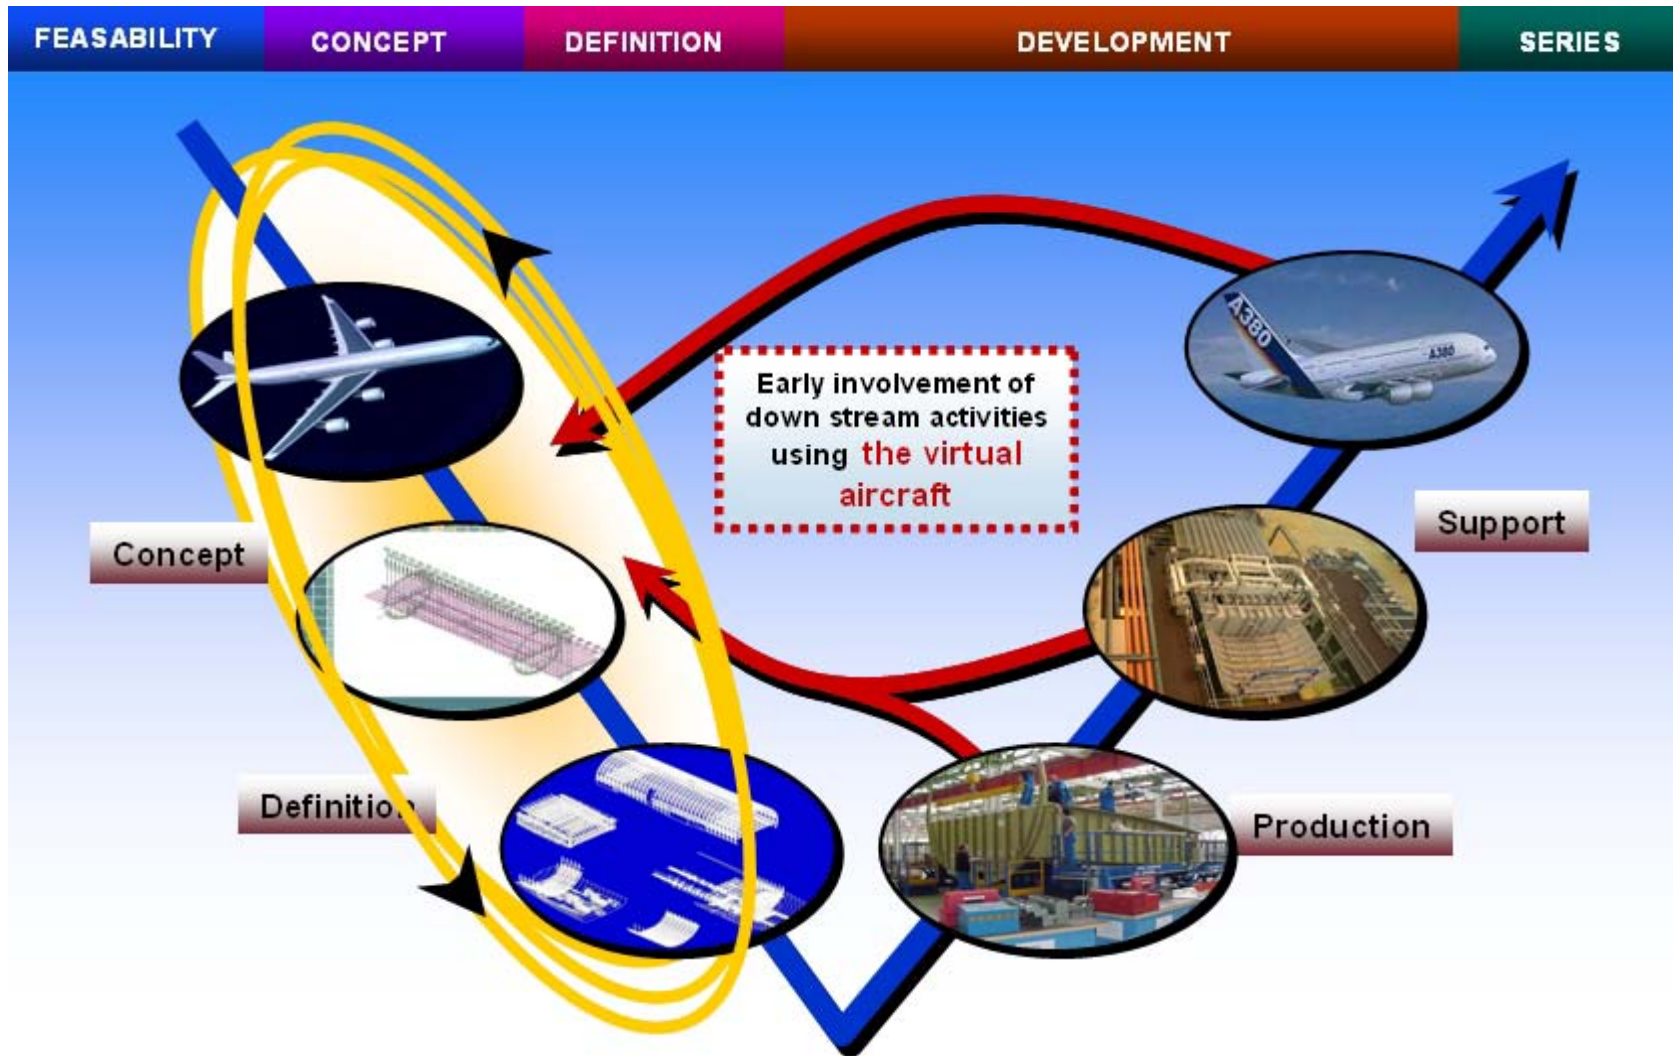 FEASABILITY
CONCEPT
DEFINITION
DEVELOPMENT
SERIES
A380
A380
Early involvement of
down stream activities
using the virtual
aircraft
Concept
Support
Definition
Production